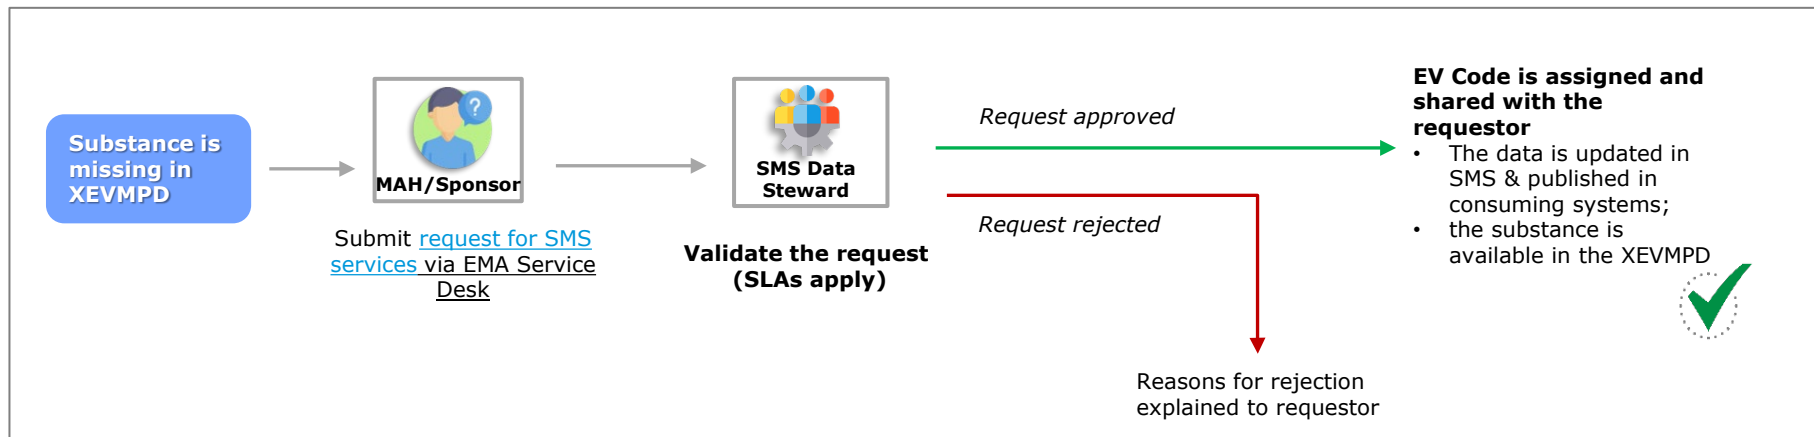 Substance is
missing in
XEVMPD
?
MAH/Sponsor
Submit request for SMS
services via EMA Service
Desk
SMS Data
Steward
Validate the request
(SLAs apply)
Request approved
Request rejected
Reasons for rejection
explained to requestor
EV Code is assigned and
shared with the
requestor
• The data is updated in
SMS & published in
consuming systems;
• the substance is
available in the XEVMPD